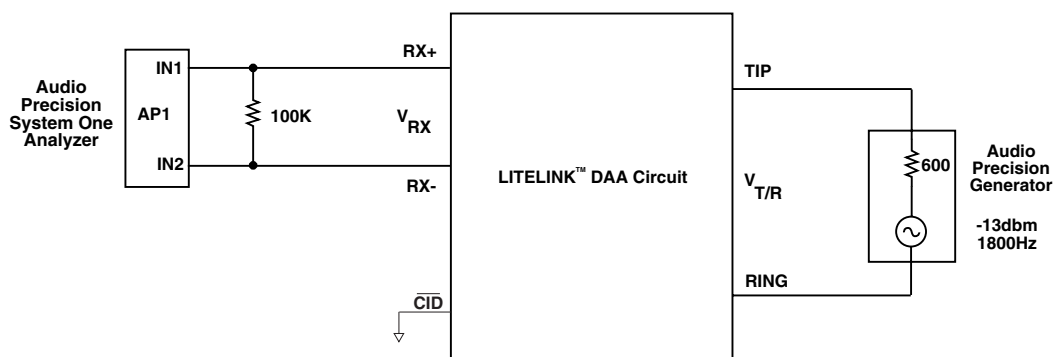 Audio
Precision
System One
Analyzer
IN1
AP1
IN2
100K
RX+
VRX
RX-
CID
LITELINK™ DAA Circuit
TIP
VT/R
RING
600
Audio
Precision
Generator
-13dbm
1800Hz